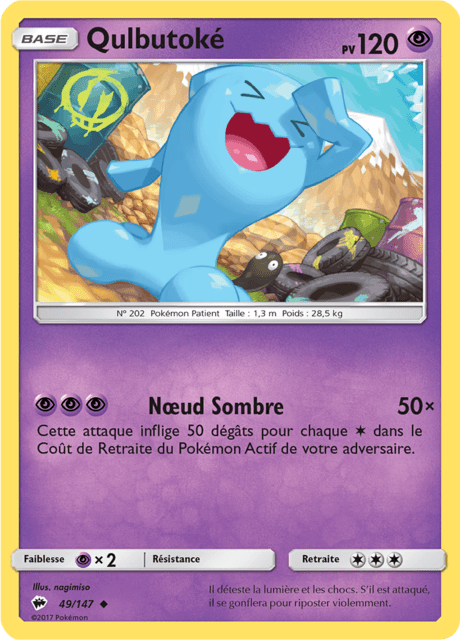 BASE Qulbutoké PV 120
N° 202 Pokémon Patient Taille : 1,3 m Poids : 28,5 kg
Nœud Sombre 50×
Cette attaque inflige 50 dégâts pour chaque dans le
Coût de Retraite du Pokémon Actif de votre adversaire.
Faiblesse ×2 Résistance Retraite
Illus. nagimiso
49/147
©2017 Pokémon
Il déteste la lumière et les chocs. S'il est attaqué,
il se gonflera pour riposter violemment.